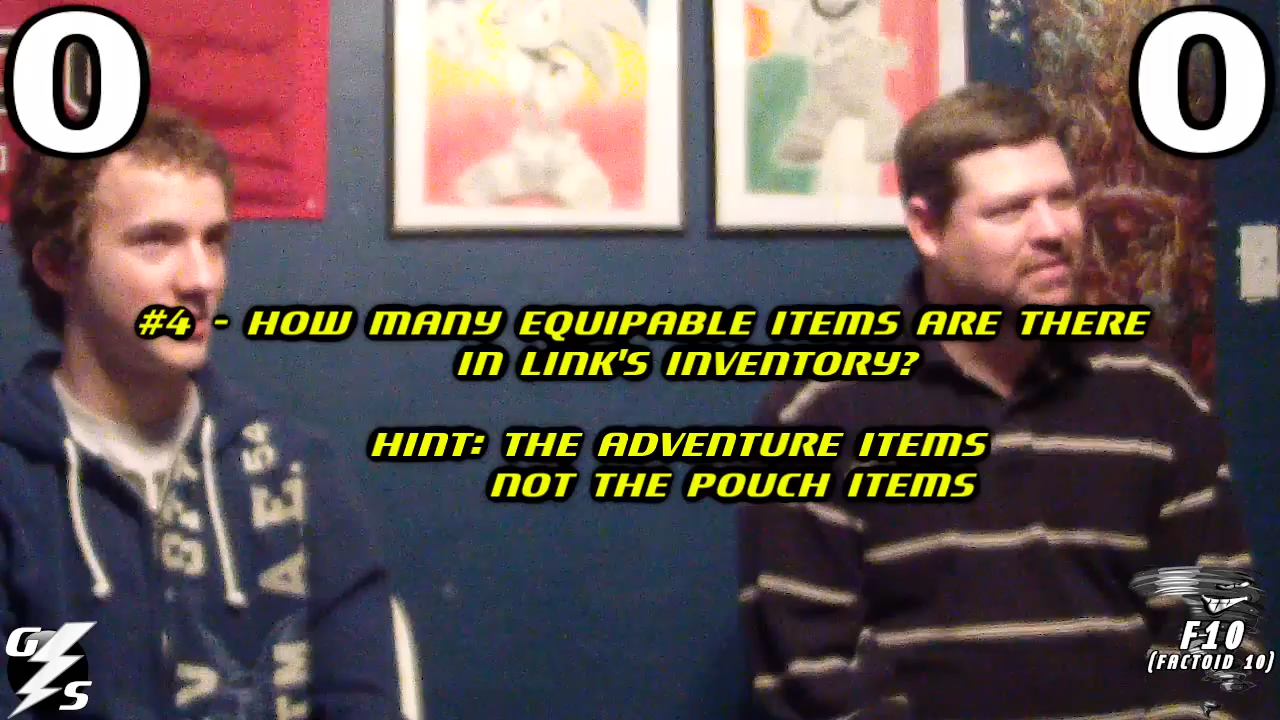 0
0
#4 - HOW MANY EQUIPABLE ITEMS ARE THERE
IN LINK'S INVENTORY?
HINT: THE ADVENTURE ITEMS
NOT THE POUCH ITEMS
54
A.E.
GS
F10
(FACTOID 10)